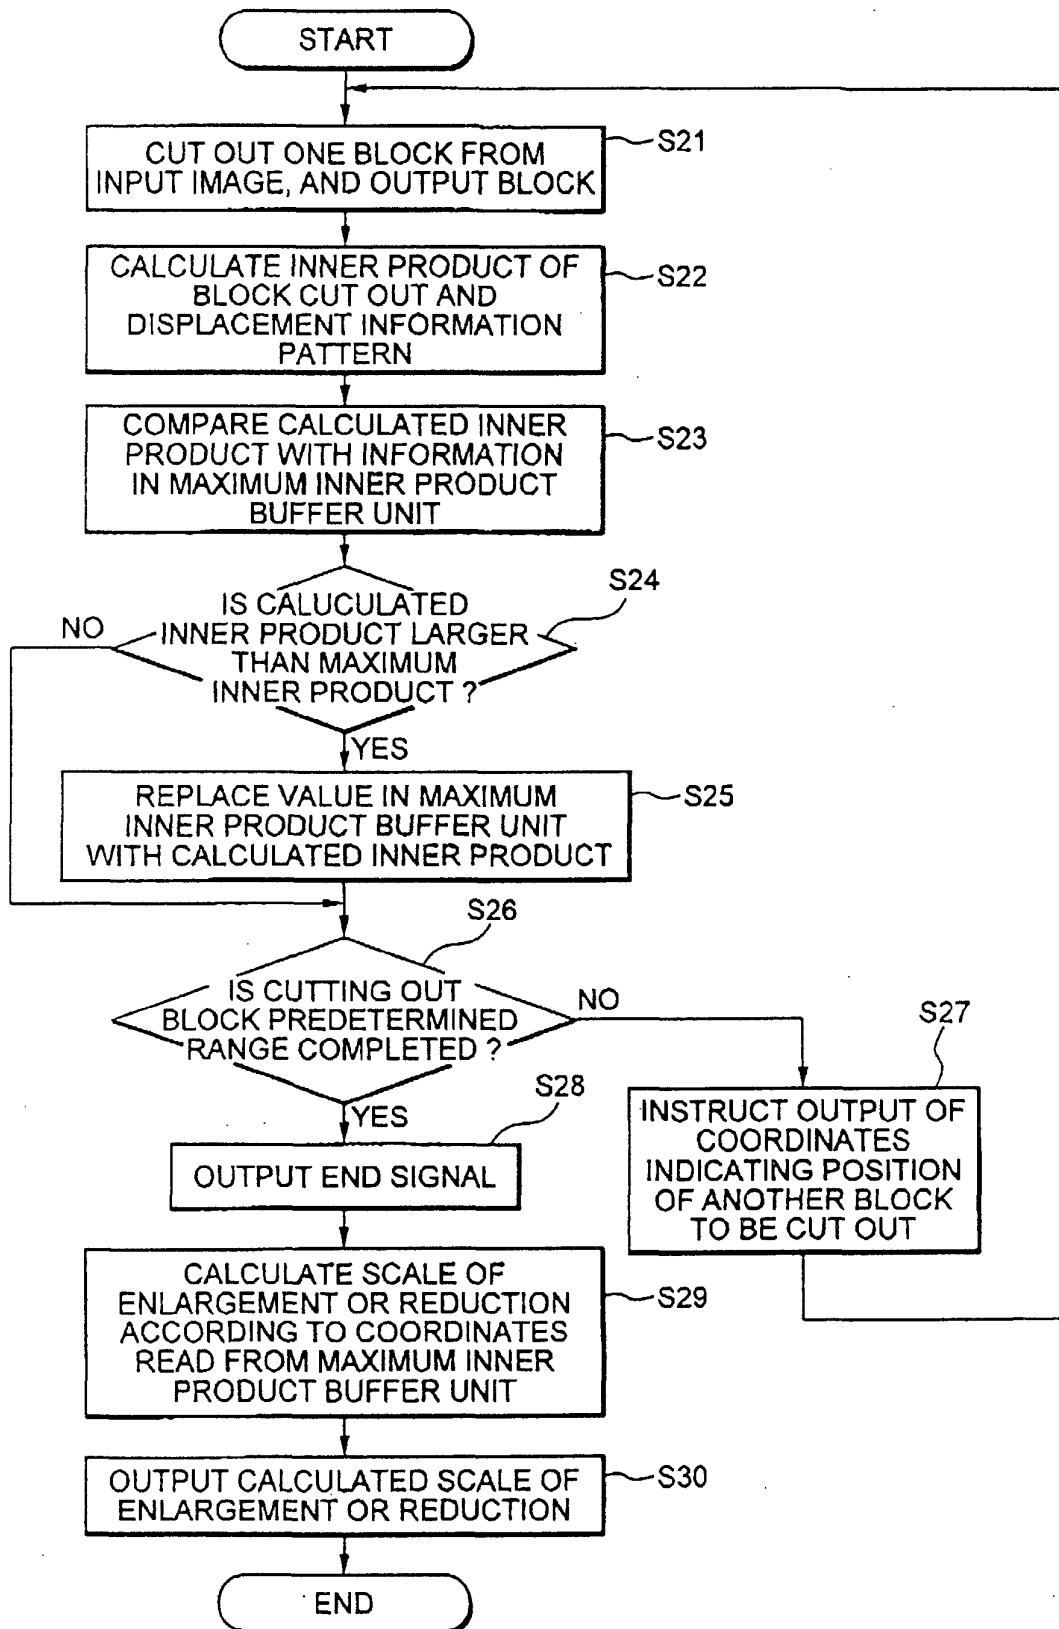 START
CUT OUT ONE BLOCK FROM
INPUT IMAGE, AND OUTPUT BLOCK
S21
CALCULATE INNER PRODUCT OF
BLOCK CUT OUT AND
DISPLACEMENT INFORMATION
PATTERN
S22
COMPARE CALCULATED INNER
PRODUCT WITH INFORMATION
IN MAXIMUM INNER PRODUCT
BUFFER UNIT
S23
IS CALUCULATED
INNER PRODUCT LARGER
THAN MAXIMUM
INNER PRODUCT ?
S24
NO
YES
REPLACE VALUE IN MAXIMUM
INNER PRODUCT BUFFER UNIT
WITH CALCULATED INNER PRODUCT
S25
IS CUTTING OUT
BLOCK PREDETERMINED
RANGE COMPLETED ?
S26
NO
YES
INSTRUCT OUTPUT OF
COORDINATES
INDICATING POSITION
OF ANOTHER BLOCK
TO BE CUT OUT
S27
OUTPUT END SIGNAL
S28
CALCULATE SCALE OF
ENLARGEMENT OR REDUCTION
ACCORDING TO COORDINATES
READ FROM MAXIMUM INNER
PRODUCT BUFFER UNIT
S29
OUTPUT CALCULATED SCALE OF
ENLARGEMENT OR REDUCTION
S30
END